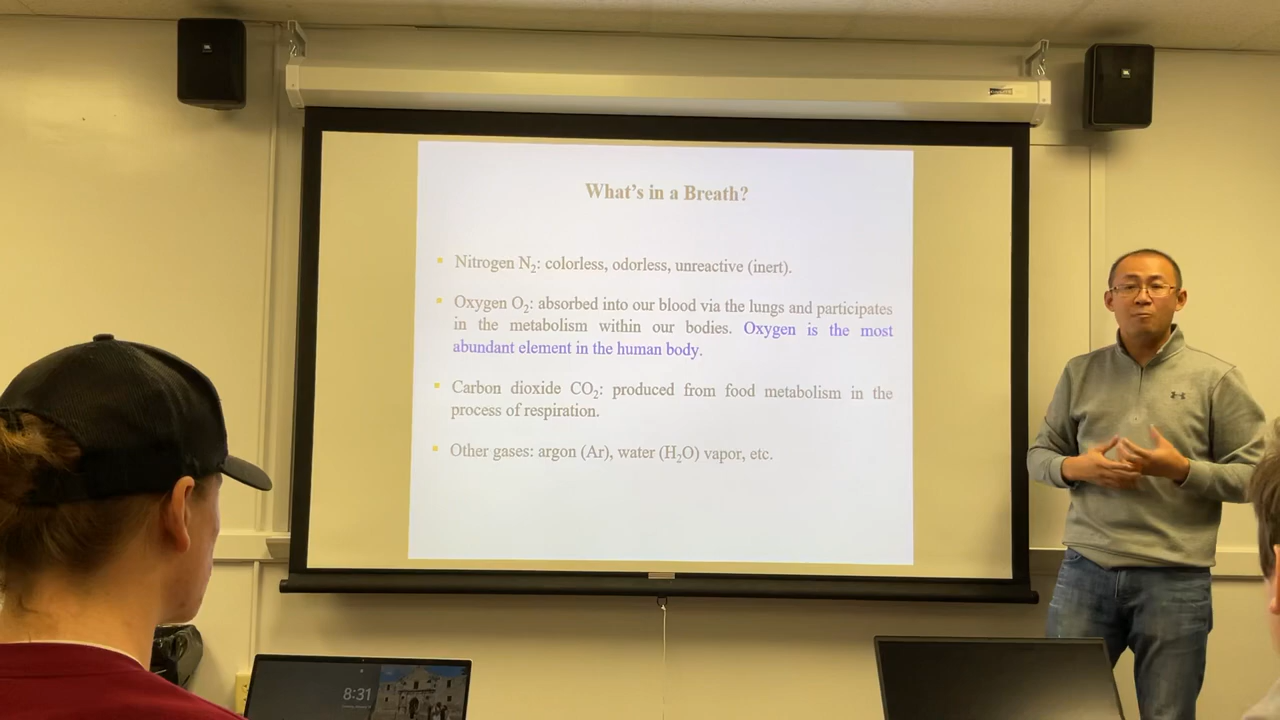 JBL
JBL
What's in a Breath?
Nitrogen N₂: colorless, odorless, unreactive (inert).
Oxygen O₂: absorbed into our blood via the lungs and participates
in the metabolism within our bodies. Oxygen is the most
abundant element in the human body.
Carbon dioxide CO₂: produced from food metabolism in the
process of respiration.
Other gases: argon (Ar), water (H₂O) vapor, etc.
8:31